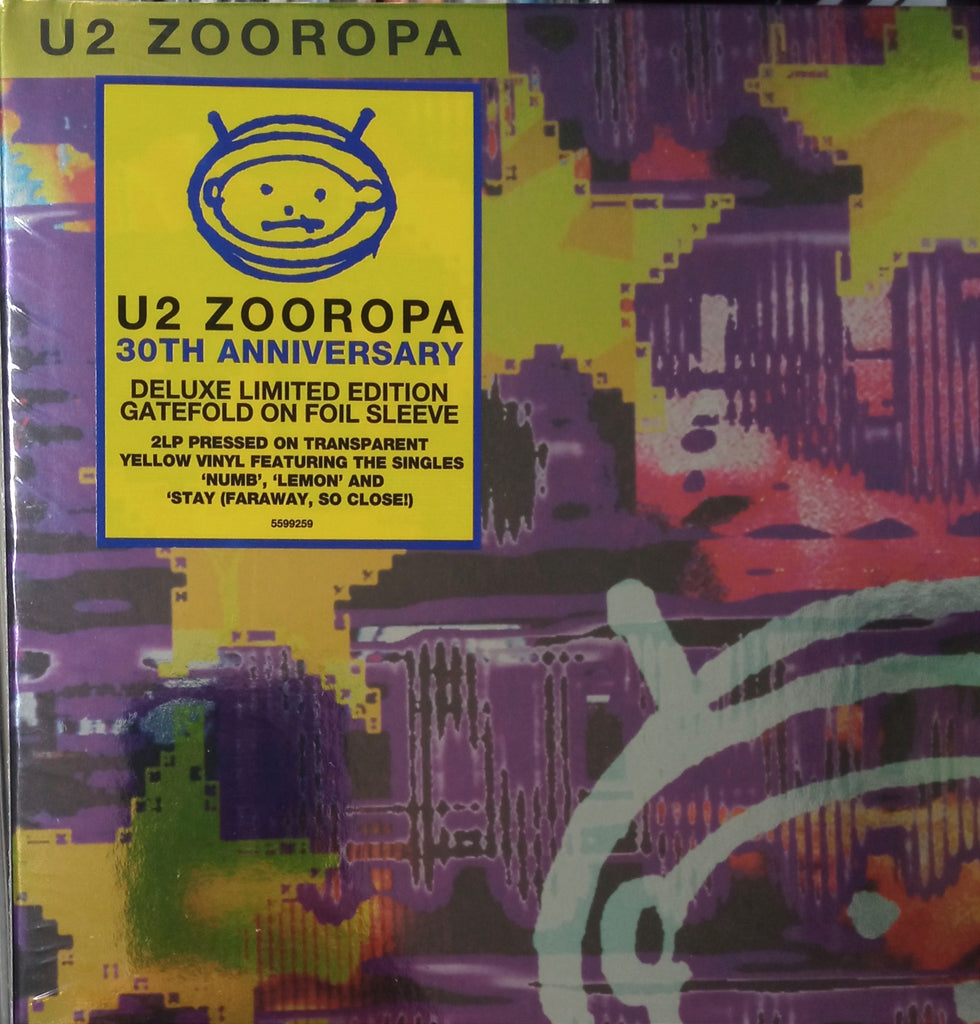 U2 ZOOROPA
U2 ZOOROPA
30TH ANNIVERSARY
DELUXE LIMITED EDITION
GATEFOLD ON FOIL SLEEVE
2LP PRESSED ON TRANSPARENT
YELLOW VINYL FEATURING THE SINGLES
‘NUMB’, ‘LEMON’ AND
‘STAY (FARAWAY, SO CLOSE!)
5599259